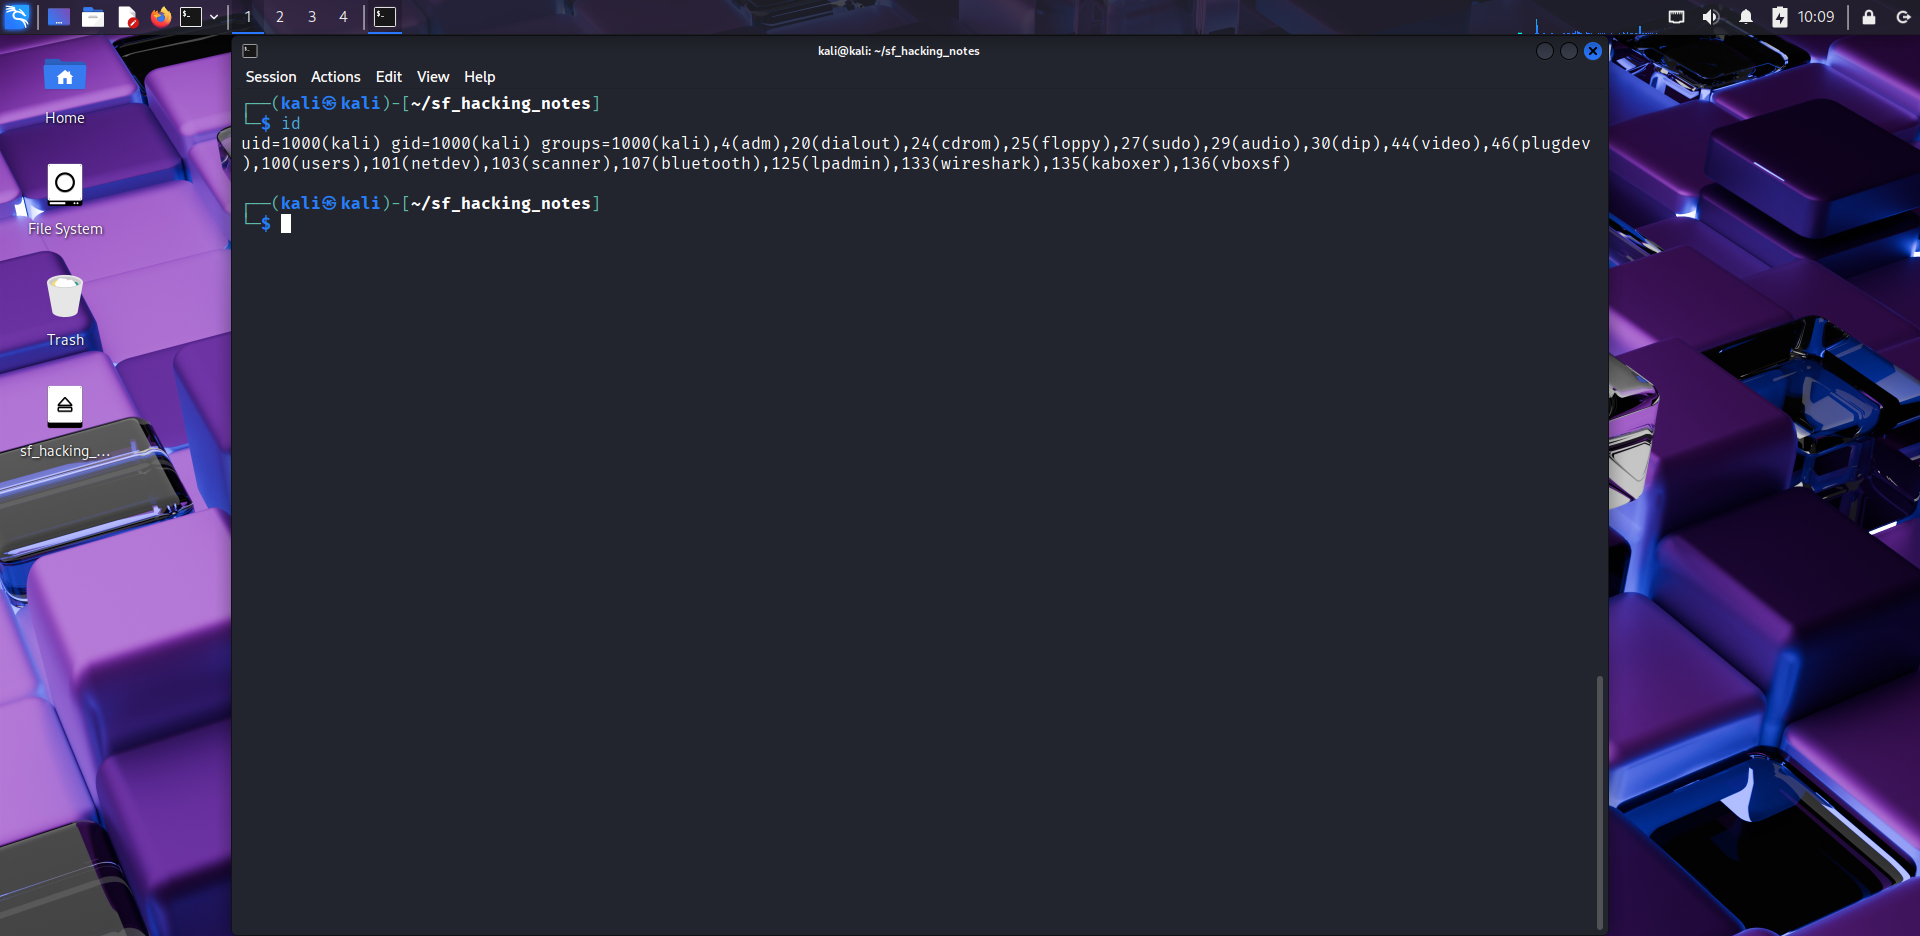 1 2 3 4
10:09
kali@kali: ~/sf_hacking_notes
Session Actions Edit View Help
┌──(kali㉿kali)-[~/sf_hacking_notes]
└─$ id
uid=1000(kali) gid=1000(kali) groups=1000(kali),4(adm),20(dialout),24(cdrom),25(floppy),27(sudo),29(audio),30(dip),44(video),46(plugdev
),100(users),101(netdev),103(scanner),107(bluetooth),125(lpadmin),133(wireshark),135(kaboxer),136(vboxsf)
┌──(kali㉿kali)-[~/sf_hacking_notes]
└─$
Home
File System
Trash
sf_hacking_...